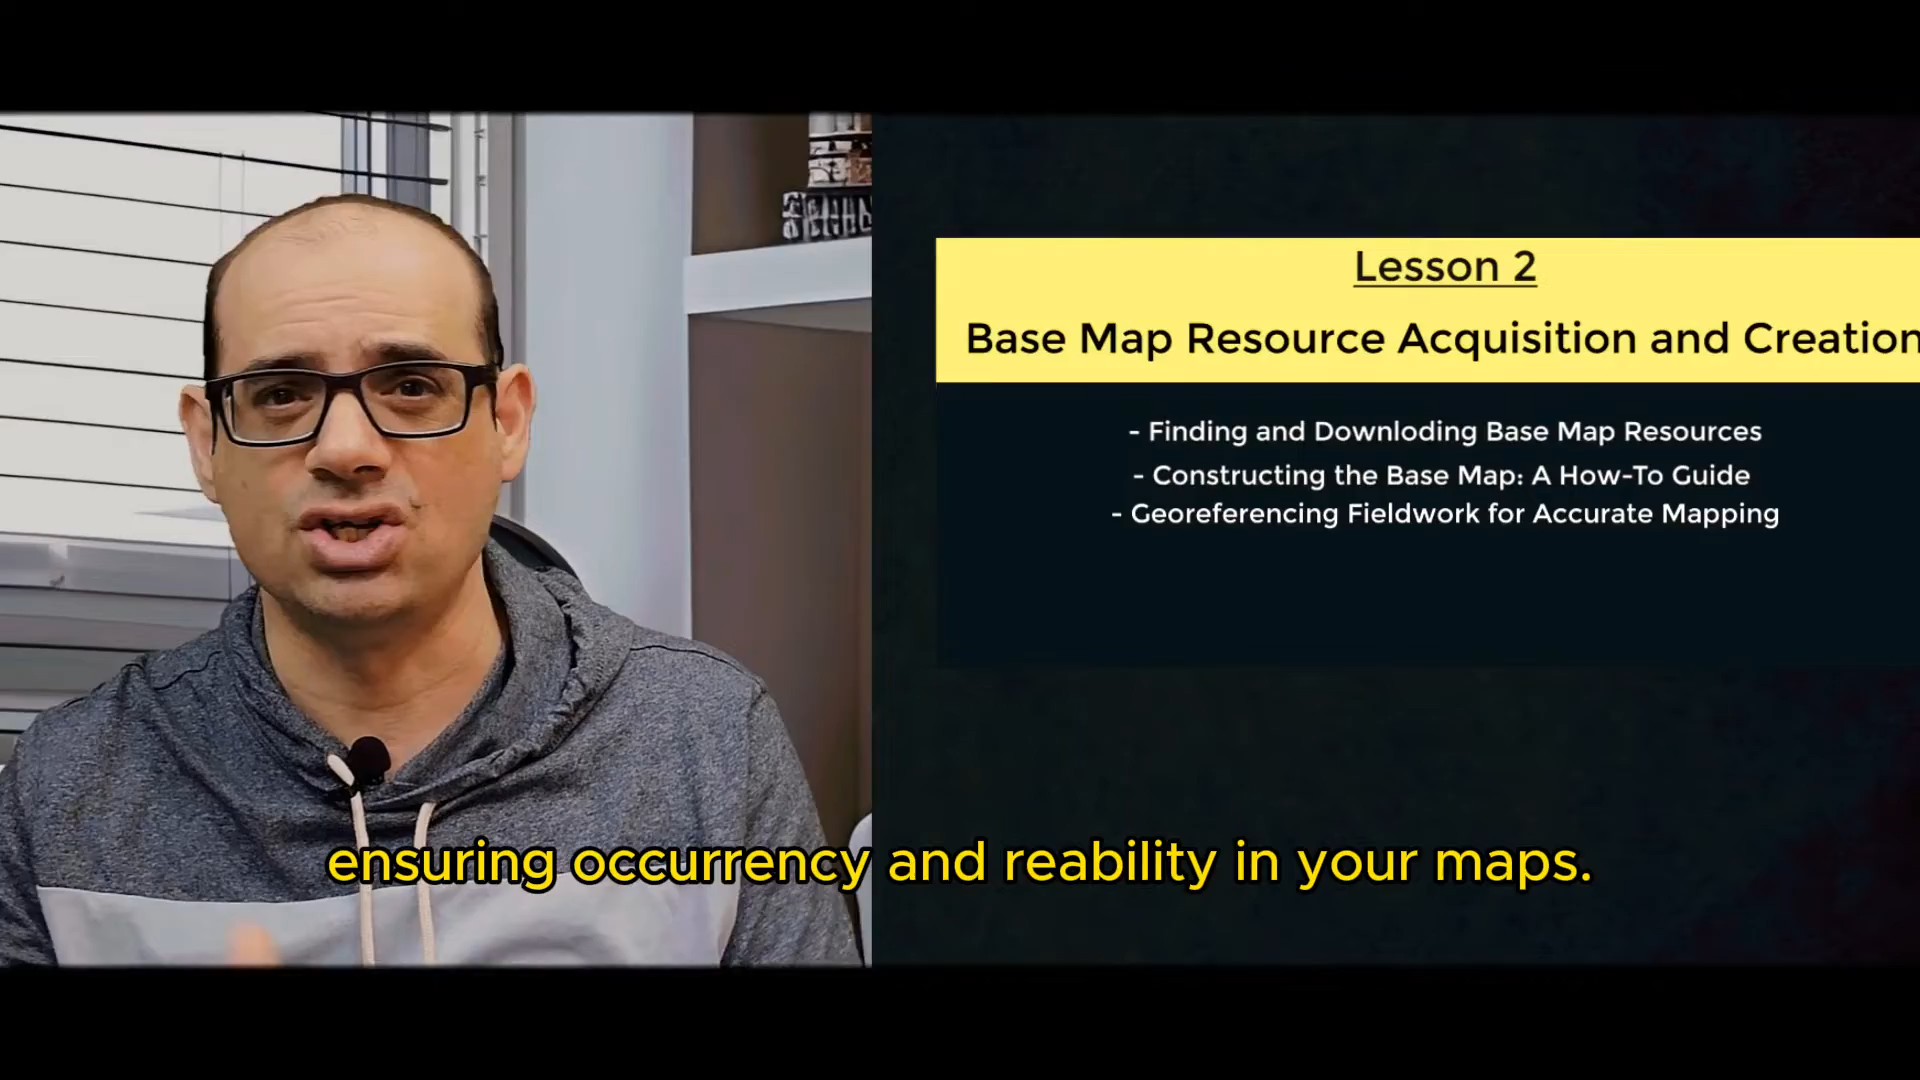 Lesson 2
Base Map Resource Acquisition and Creation
- Finding and Downloding Base Map Resources
- Constructing the Base Map: A How-To Guide
- Georeferencing Fieldwork for Accurate Mapping
ensuring occurrency and reability in your maps.